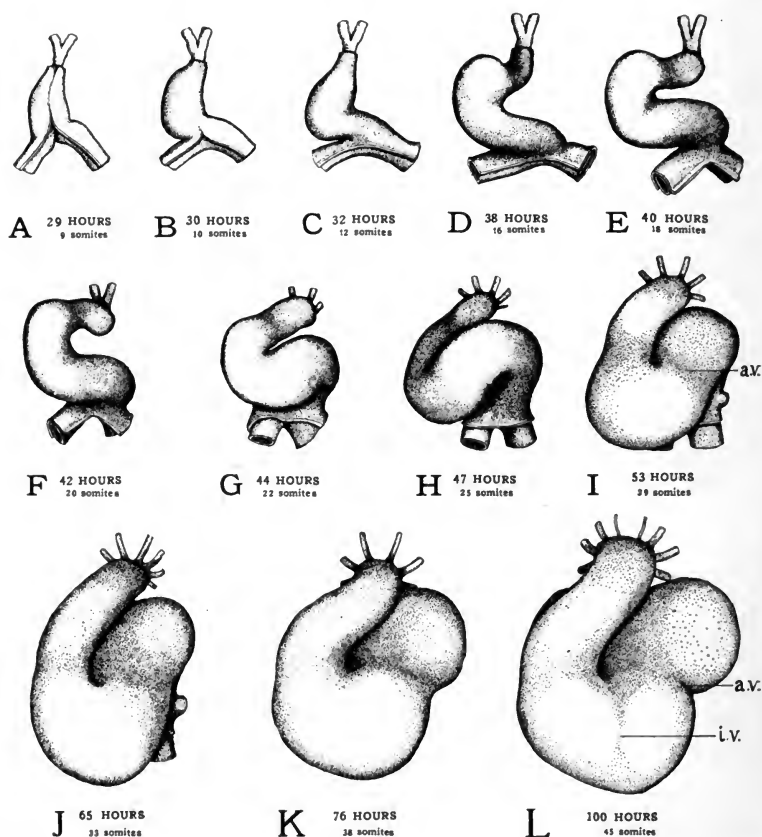 A 29 HOURS
9 somites
B 30 HOURS
10 somites
C 32 HOURS
12 somites
D 38 HOURS
16 somites
E 40 HOURS
18 somites
a.v.
F 42 HOURS
20 somites
G 44 HOURS
22 somites
H 47 HOURS
25 somites
I 53 HOURS
39 somites
a.v.
i.v.
J 65 HOURS
33 somites
K 76 HOURS
38 somites
L 100 HOURS
45 somites